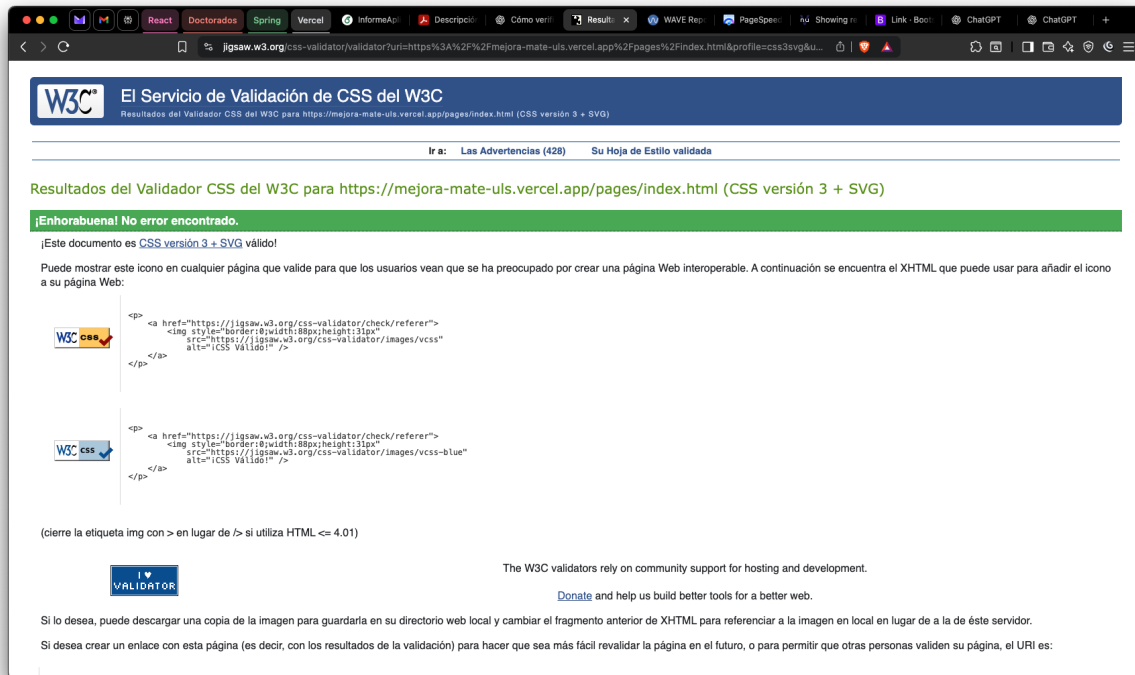 React
Doctorados
Spring
Vercel
InformeApli
Descripción
Cómo verifi
Resulta
WAVE Repo
PageSpeed
Showing re
Link · Boots
ChatGPT
ChatGPT
jigsaw.w3.org/css-validator/validator?uri=https%3A%2F%2Fmejora-mate-uls.vercel.app%2Fpages%2Findex.html&profile=css3svg&u...
W3C®
El Servicio de Validación de CSS del W3C
Resultados del Validador CSS del W3C para https://mejora-mate-uls.vercel.app/pages/index.html (CSS versión 3 + SVG)
Ir a: Las Advertencias (428) Su Hoja de Estilo validada
Resultados del Validador CSS del W3C para https://mejora-mate-uls.vercel.app/pages/index.html (CSS versión 3 + SVG)
¡Enhorabuena! No error encontrado.
¡Este documento es CSS versión 3 + SVG válido!
Puede mostrar este icono en cualquier página que valide para que los usuarios vean que se ha preocupado por crear una página Web interoperable. A continuación se encuentra el XHTML que puede usar para añadir el icono
a su página Web:
W3C css
<p>
<a href="https://jigsaw.w3.org/css-validator/check/referer">
<img style="border:0;width:88px;height:31px"
src="https://jigsaw.w3.org/css-validator/images/vcss"
alt="¡CSS Válido!" />
</a>
</p>
W3C css
<p>
<a href="https://jigsaw.w3.org/css-validator/check/referer">
<img style="border:0;width:88px;height:31px"
src="https://jigsaw.w3.org/css-validator/images/vcss-blue"
alt="¡CSS Válido!" />
</a>
</p>
(cierre la etiqueta img con > en lugar de /> si utiliza HTML <= 4.01)
I ♥
VALIDATOR
The W3C validators rely on community support for hosting and development.
Donate and help us build better tools for a better web.
Si lo desea, puede descargar una copia de la imagen para guardarla en su directorio web local y cambiar el fragmento anterior de XHTML para referenciar a la imagen en local en lugar de a la de éste servidor.
Si desea crear un enlace con esta página (es decir, con los resultados de la validación) para hacer que sea más fácil revalidar la página en el futuro, o para permitir que otras personas validen su página, el URI es: